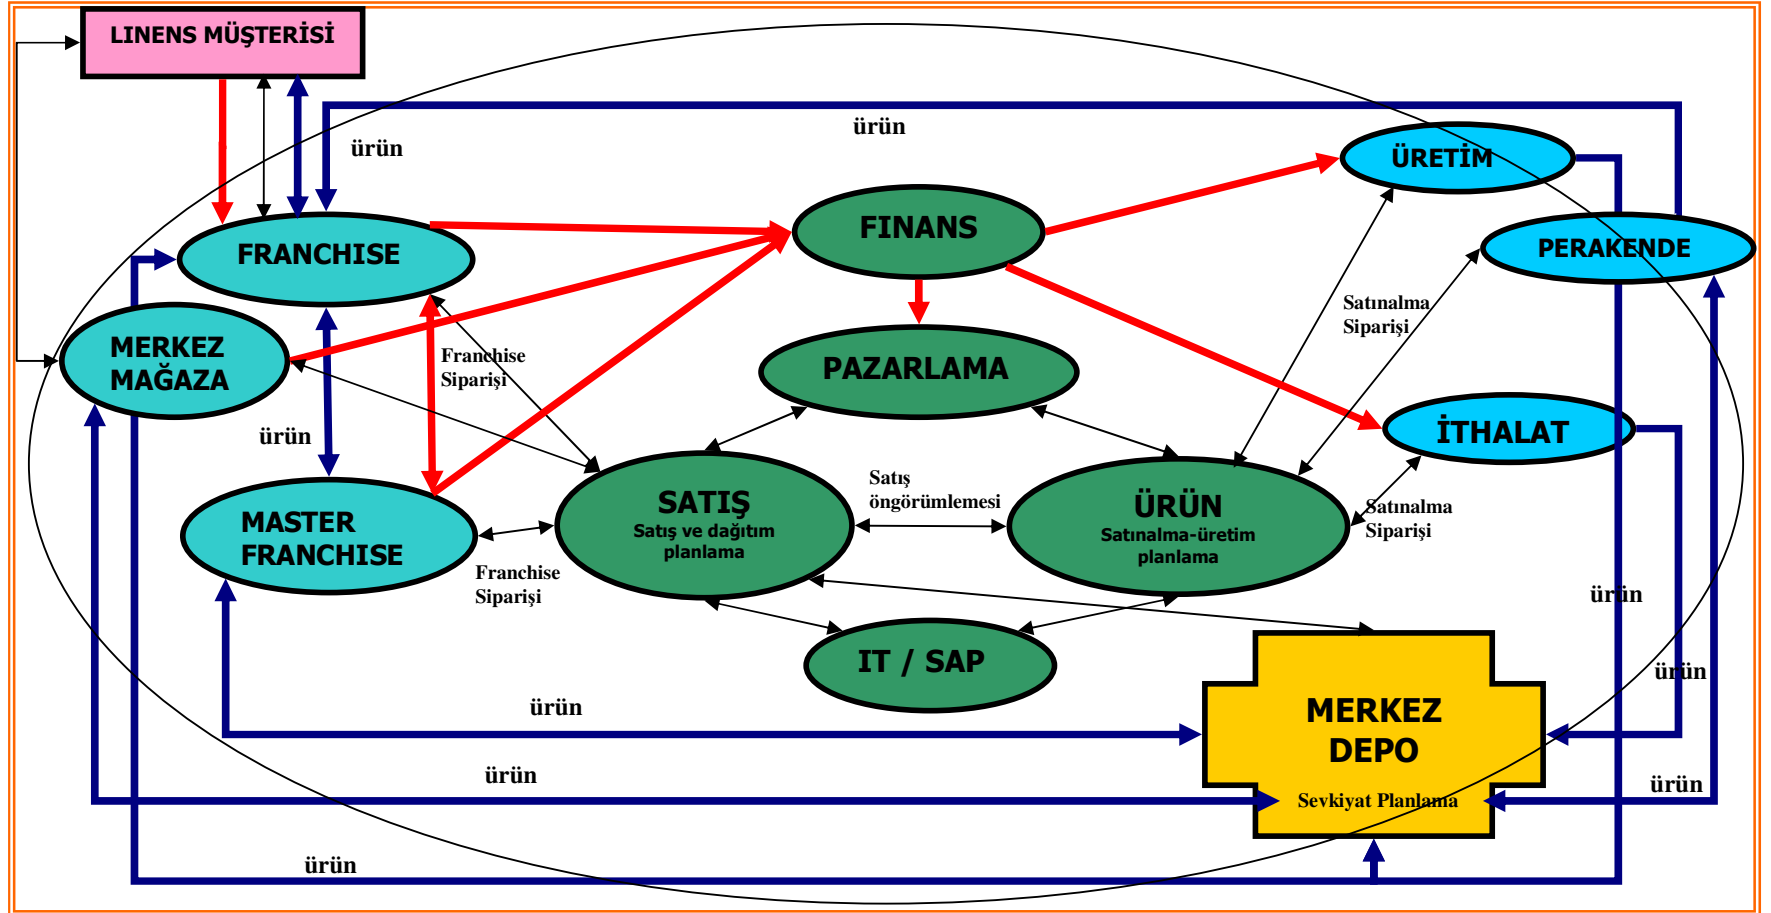 LINENS MÜŞTERİSİ
ürün
ürün
ÜRETİM
FINANS
FRANCHISE
PERAKENDE
Satınalma
Siparişi
MERKEZ
MAĞAZA
Franchise
Siparişi
PAZARLAMA
ürün
İTHALAT
Satış
öngörümlemesi
SATIŞ
Satış ve dağıtım
planlama
ÜRÜN
Satınalma-üretim
planlama
Satınalma
Siparişi
MASTER
FRANCHISE
Franchise
Siparişi
ürün
IT / SAP
ürün
ürün
MERKEZ
DEPO
ürün
Sevkiyat Planlama
ürün
ürün